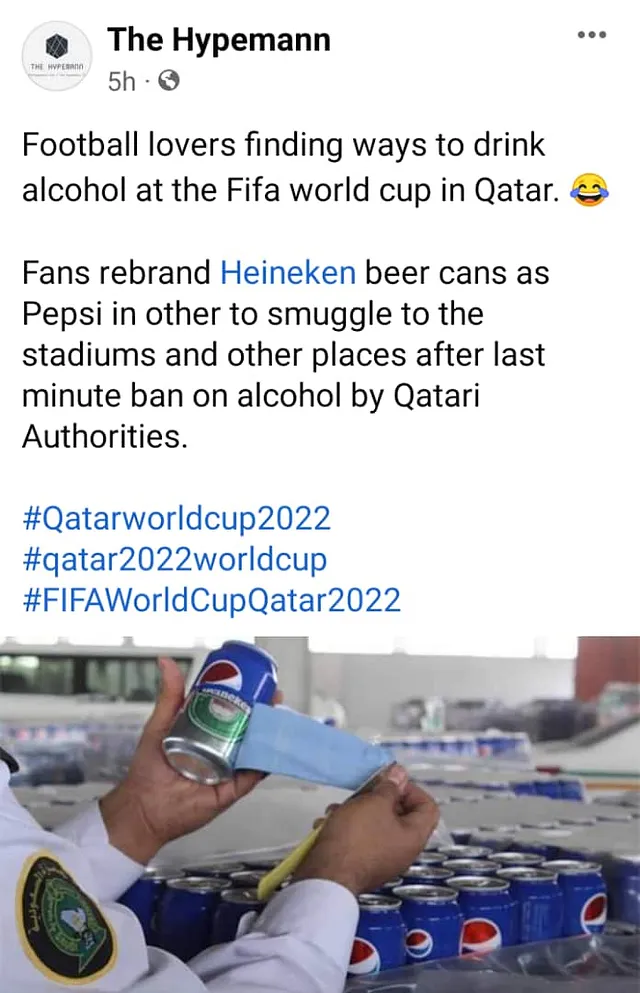 The Hypemann
THE HYPEMANN
5h ·
Football lovers finding ways to drink
alcohol at the Fifa world cup in Qatar. 😂
Fans rebrand Heineken beer cans as
Pepsi in other to smuggle to the
stadiums and other places after last
minute ban on alcohol by Qatari
Authorities.
#Qatarworldcup2022
#qatar2022worldcup
#FIFAWorldCupQatar2022